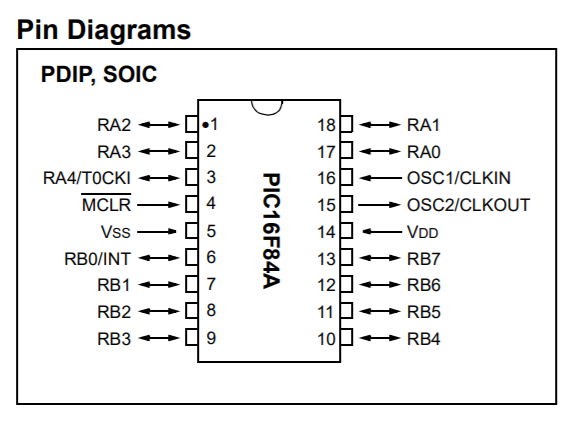 Pin Diagrams
PDIP, SOIC
RA2 •1 18 RA1
RA3 2 17 RA0
RA4/T0CKI 3 16 OSC1/CLKIN
MCLR 4 15 OSC2/CLKOUT
VSS 5 14 VDD
RB0/INT 6 13 RB7
RB1 7 12 RB6
RB2 8 11 RB5
RB3 9 10 RB4
PIC16F84A